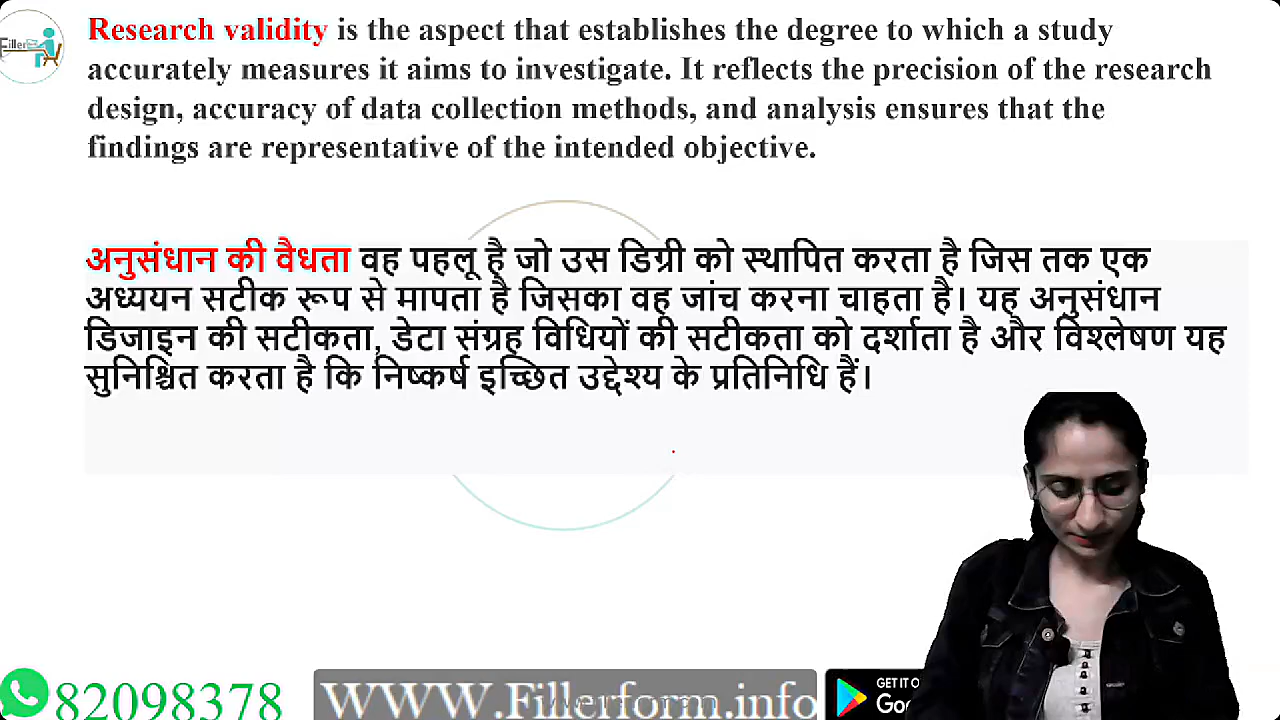 Filler
Research validity is the aspect that establishes the degree to which a study
accurately measures it aims to investigate. It reflects the precision of the research
design, accuracy of data collection methods, and analysis ensures that the
findings are representative of the intended objective.
अनुसंधान की वैधता वह पहलू है जो उस डिग्री को स्थापित करता है जिस तक एक
अध्ययन सटीक रूप से मापता है जिसका वह जांच करना चाहता है। यह अनुसंधान
डिजाइन की सटीकता, डेटा संग्रह विधियों की सटीकता को दर्शाता है और विश्लेषण यह
सुनिश्चित करता है कि निष्कर्ष इच्छित उद्देश्य के प्रतिनिधि हैं।
82098378
WWW.Fillerform.info
GET IT O
Goo